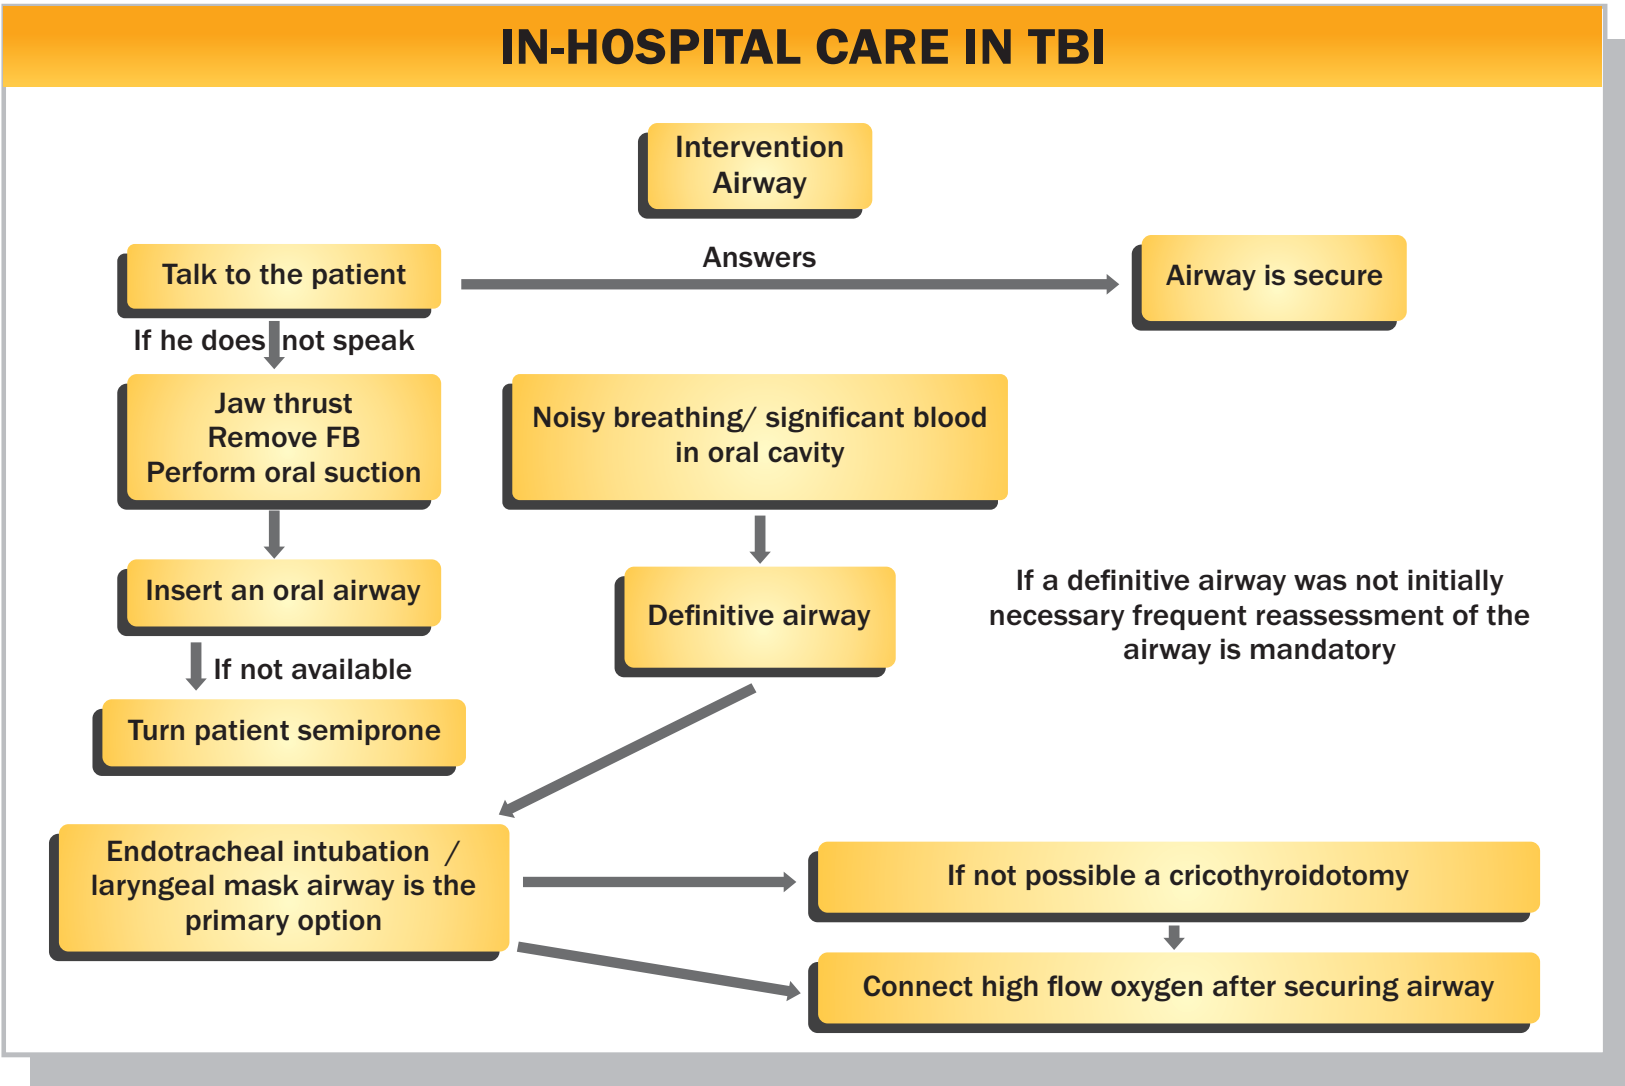 IN-HOSPITAL CARE IN TBI
Intervention
Airway
Talk to the patient
Answers
Airway is secure
If he does not speak
Jaw thrust
Remove FB
Perform oral suction
Noisy breathing/ significant blood
in oral cavity
Insert an oral airway
Definitive airway
If a definitive airway was not initially
necessary frequent reassessment of the
airway is mandatory
If not available
Turn patient semiprone
Endotracheal intubation /
laryngeal mask airway is the
primary option
If not possible a cricothyroidotomy
Connect high flow oxygen after securing airway